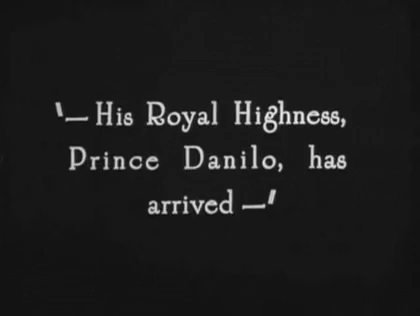 "— His Royal Highness,
Prince Danilo, has
arrived —"